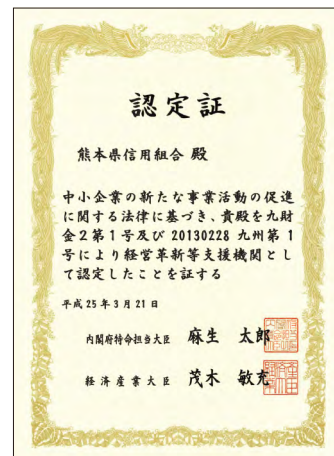 認定証
熊本県信用組合 殿
中小企業の新たな事業活動の促進
に関する法律に基づき、貴殿を九財
金2第1号及び 20130228 九州第1
号により経営革新等支援機関とし
て認定したことを証する
平成25年3月21日
内閣府特命担当大臣 麻生 太郎
経済産業大臣 茂木 敏充